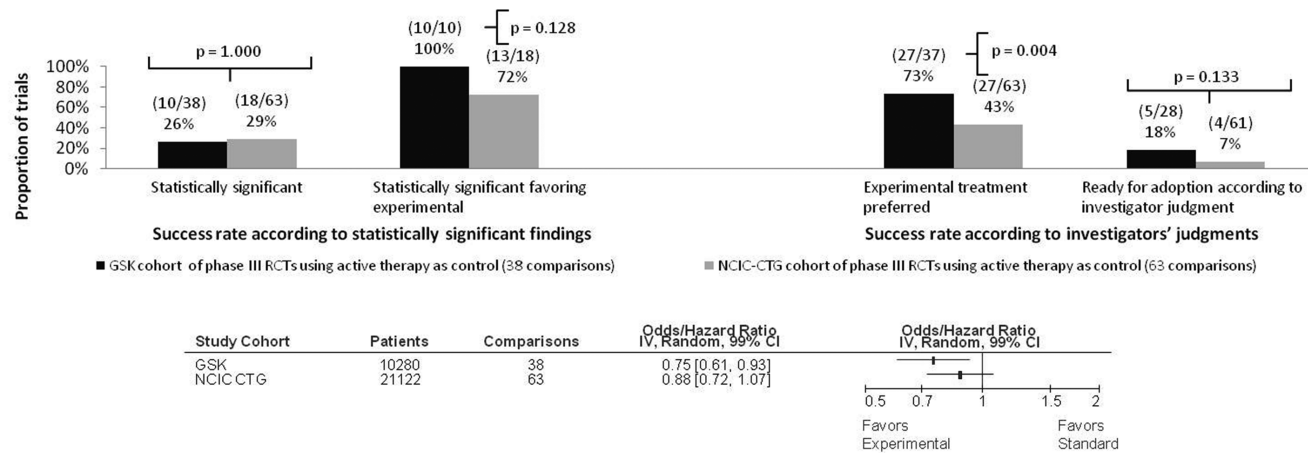 p = 1.000
(10/10)
100%
p = 0.128
(13/18)
72%
(27/37)
73%
p = 0.004
(27/63)
43%
p = 0.133
(10/38)
26%
(18/63)
29%
(5/28)
18%
(4/61)
7%
Proportion of trials
100%
80%
60%
40%
20%
0%
Statistically significant
Statistically significant favoring
experimental
Experimental treatment
preferred
Ready for adoption according to
investigator judgment
Success rate according to statistically significant findings
Success rate according to investigators’ judgments
GSK cohort of phase III RCTs using active therapy as control (38 comparisons)
NCIC-CTG cohort of phase III RCTs using active therapy as control (63 comparisons)
Odds/Hazard Ratio Odds/Hazard Ratio
Study Cohort Patients Comparisons IV, Random, 99% CI IV, Random, 99% CI
GSK 10280 38 0.75 [0.61, 0.93]
NCIC CTG 21122 63 0.88 [0.72, 1.07]
0.5 0.7 1 1.5 2
Favors Favors
Experimental Standard